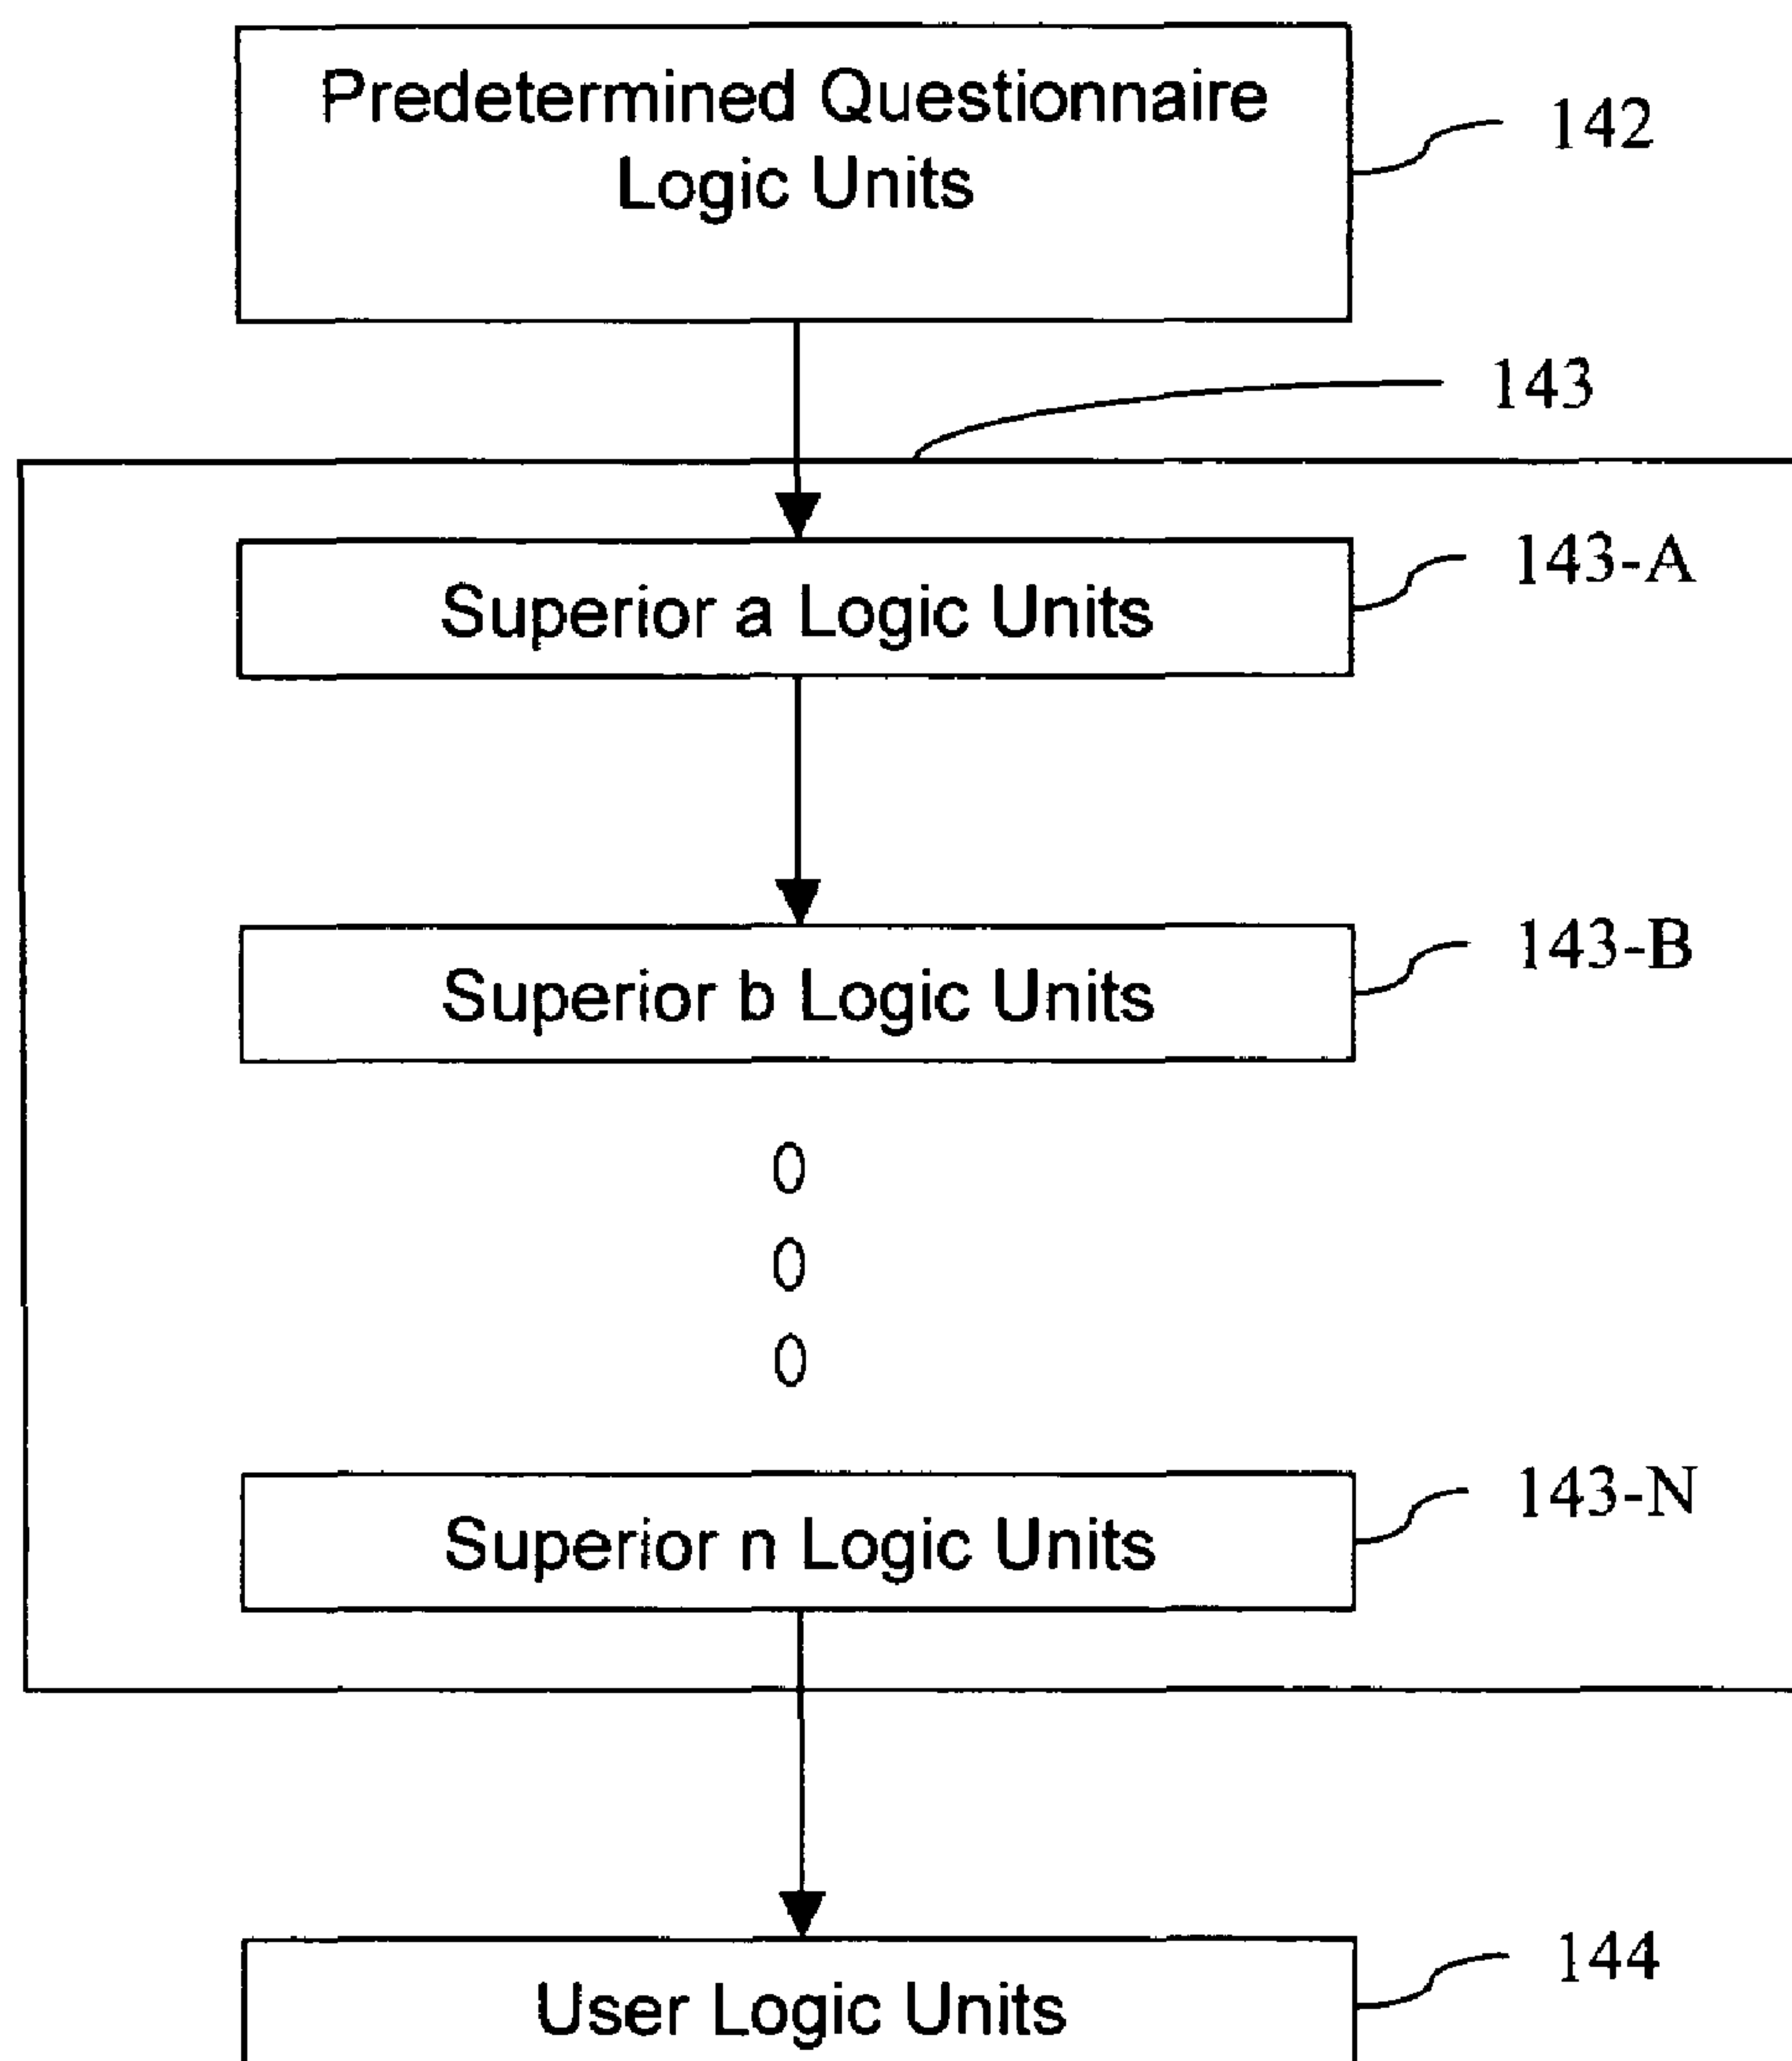 Predetermined Questionnaire
Logic Units
142
143
Superior a Logic Units
143-A
Superior b Logic Units
143-B
0
0
0
Superior n Logic Units
143-N
User Logic Units
144